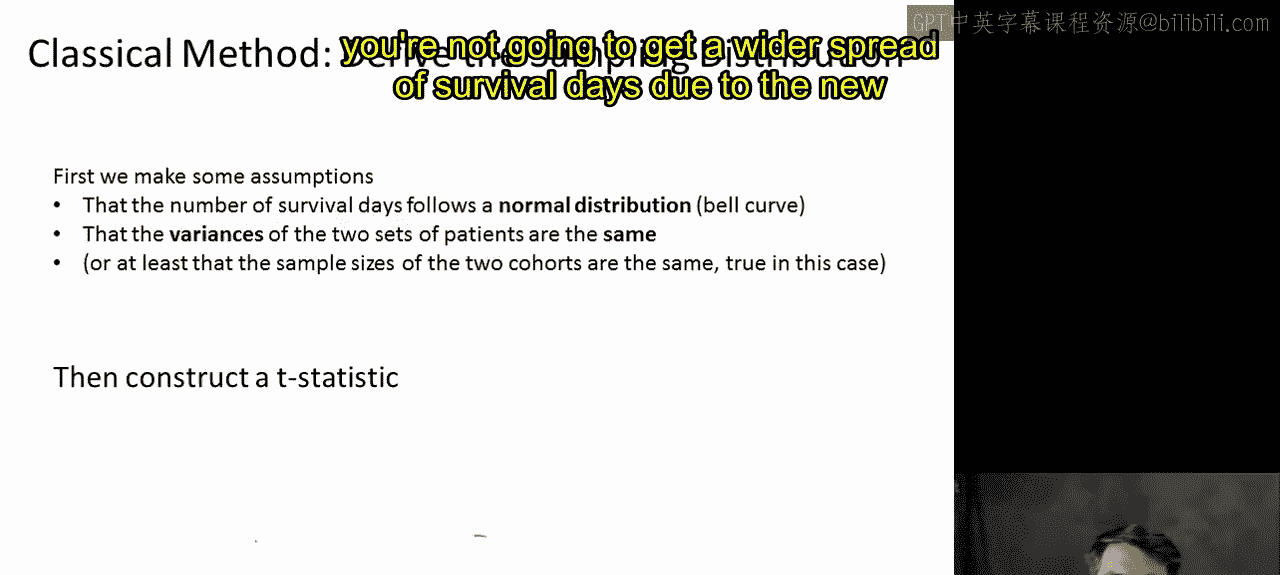 GPT中英字幕课程资源@bilibili.com
Classical Method:
you're not going to get a wider spread
of survival days due to the new
First we make some assumptions
• That the number of survival days follows a normal distribution (bell curve)
• That the variances of the two sets of patients are the same
• (or at least that the sample sizes of the two cohorts are the same, true in this case)
Then construct a t-statistic